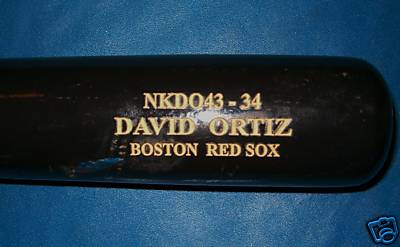 NKDO43 - 34
DAVID ORTIZ
BOSTON RED SOX